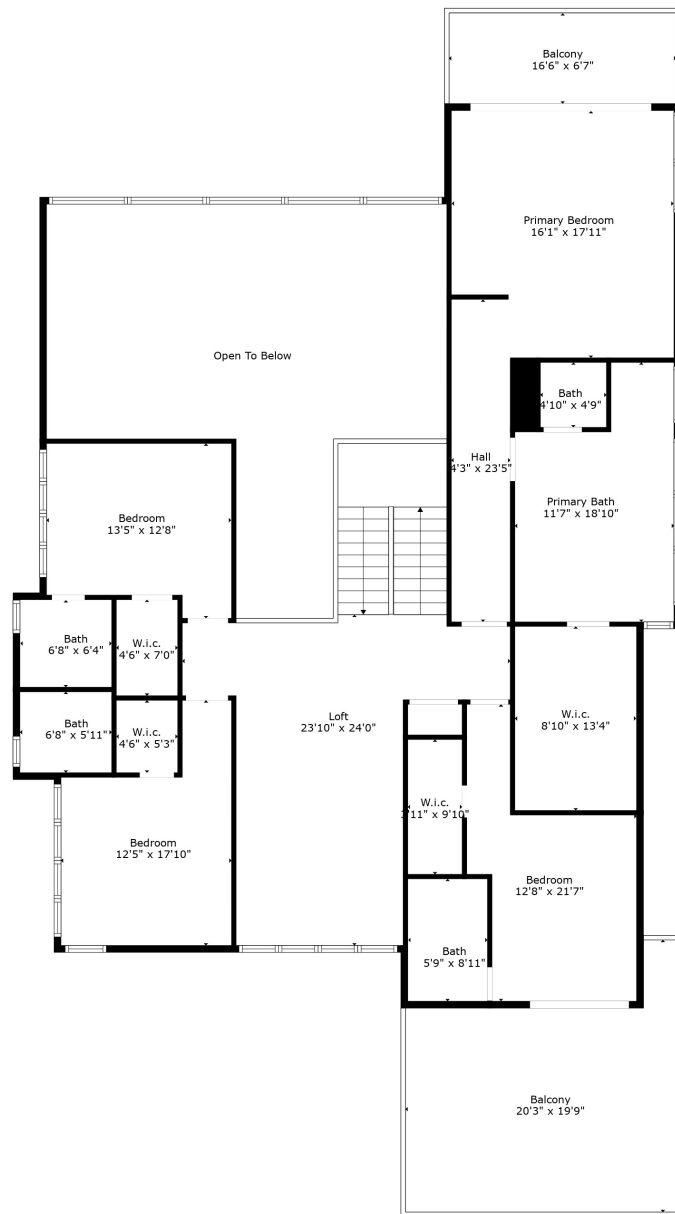 Balcony
16'6" x 6'7"
Primary Bedroom
16'1" x 17'11"
Open To Below
Bath
4'10" x 4'9"
Hall
4'3" x 23'5"
Primary Bath
11'7" x 18'10"
Bedroom
13'5" x 12'8"
Bath
6'8" x 6'4"
W.i.c.
4'6" x 7'0"
Bath
6'8" x 5'11"
W.i.c.
4'6" x 5'3"
Loft
23'10" x 24'0"
W.i.c.
8'10" x 13'4"
W.i.c.
3'11" x 9'10"
Bedroom
12'5" x 17'10"
Bedroom
12'8" x 21'7"
Bath
5'9" x 8'11"
Balcony
20'3" x 19'9"